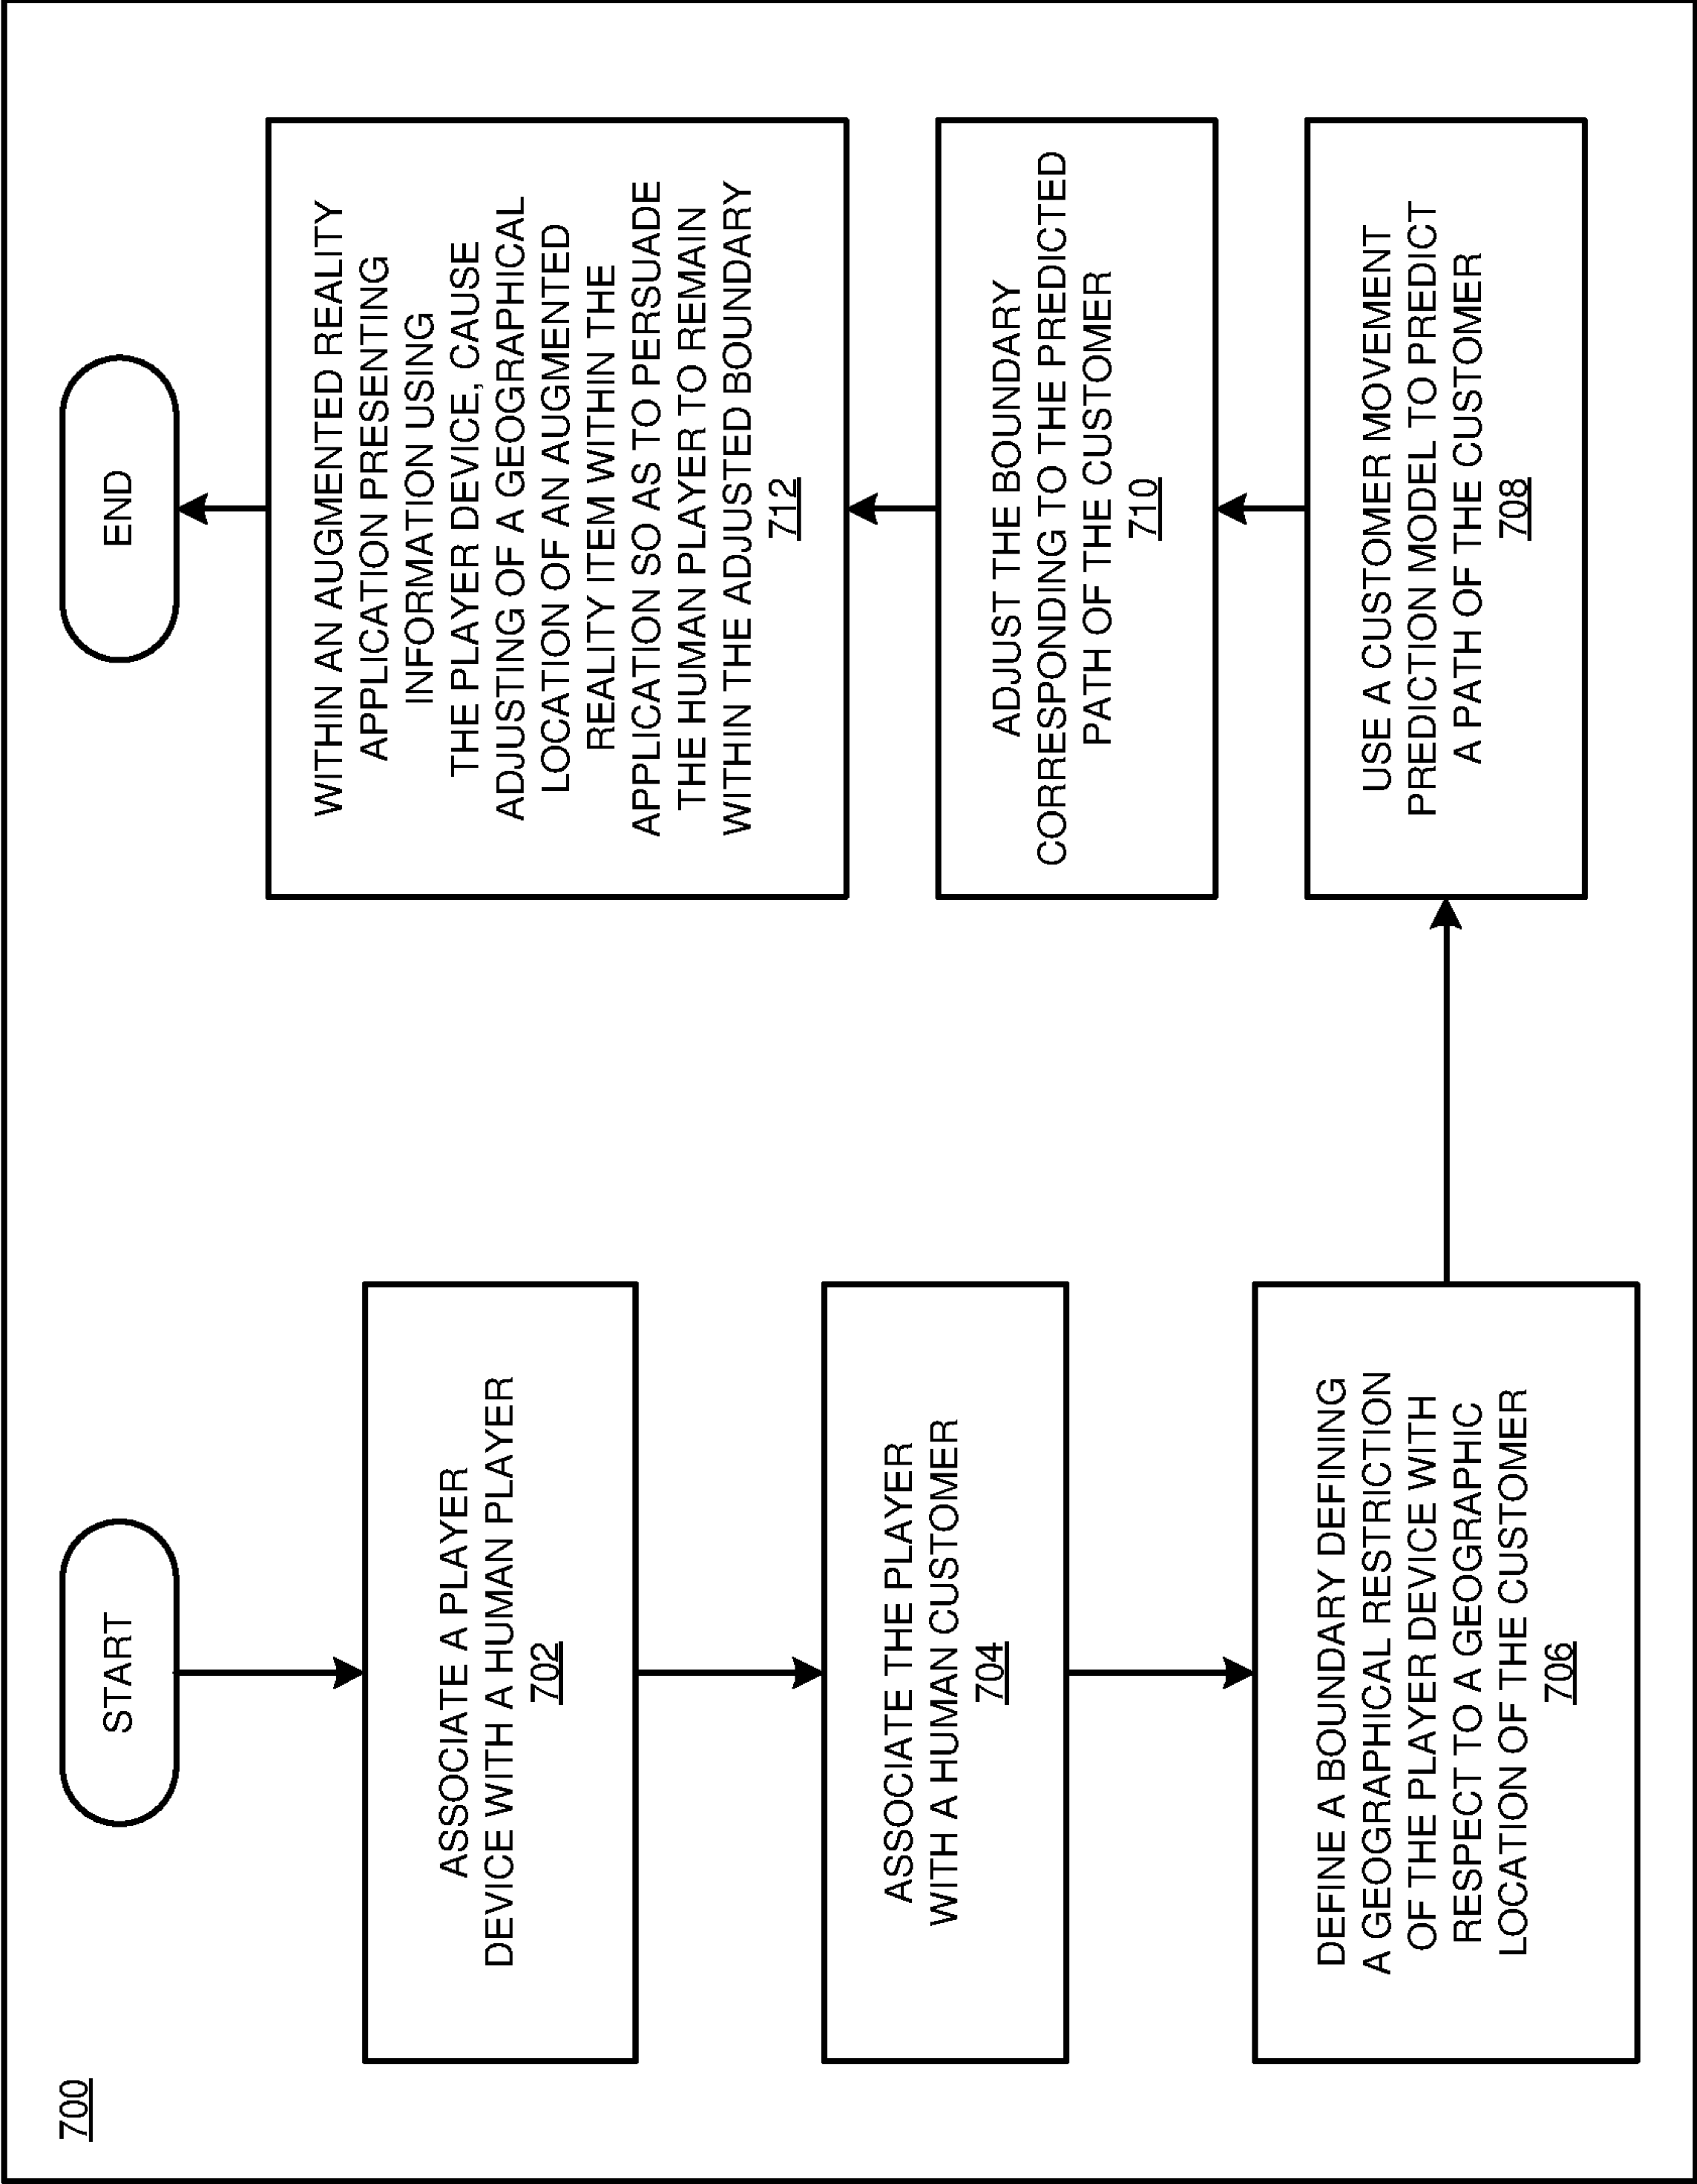 700
START
ASSOCIATE A PLAYER
DEVICE WITH A HUMAN PLAYER
702
ASSOCIATE THE PLAYER
WITH A HUMAN CUSTOMER
704
DEFINE A BOUNDARY DEFINING
A GEOGRAPHICAL RESTRICTION
OF THE PLAYER DEVICE WITH
RESPECT TO A GEOGRAPHIC
LOCATION OF THE CUSTOMER
706
USE A CUSTOMER MOVEMENT
PREDICTION MODEL TO PREDICT
A PATH OF THE CUSTOMER
708
ADJUST THE BOUNDARY
CORRESPONDING TO THE PREDICTED
PATH OF THE CUSTOMER
710
WITHIN AN AUGMENTED REALITY
APPLICATION PRESENTING
INFORMATION USING
THE PLAYER DEVICE, CAUSE
ADJUSTING OF A GEOGRAPHICAL
LOCATION OF AN AUGMENTED
REALITY ITEM WITHIN THE
APPLICATION SO AS TO PERSUADE
THE HUMAN PLAYER TO REMAIN
WITHIN THE ADJUSTED BOUNDARY
712
END